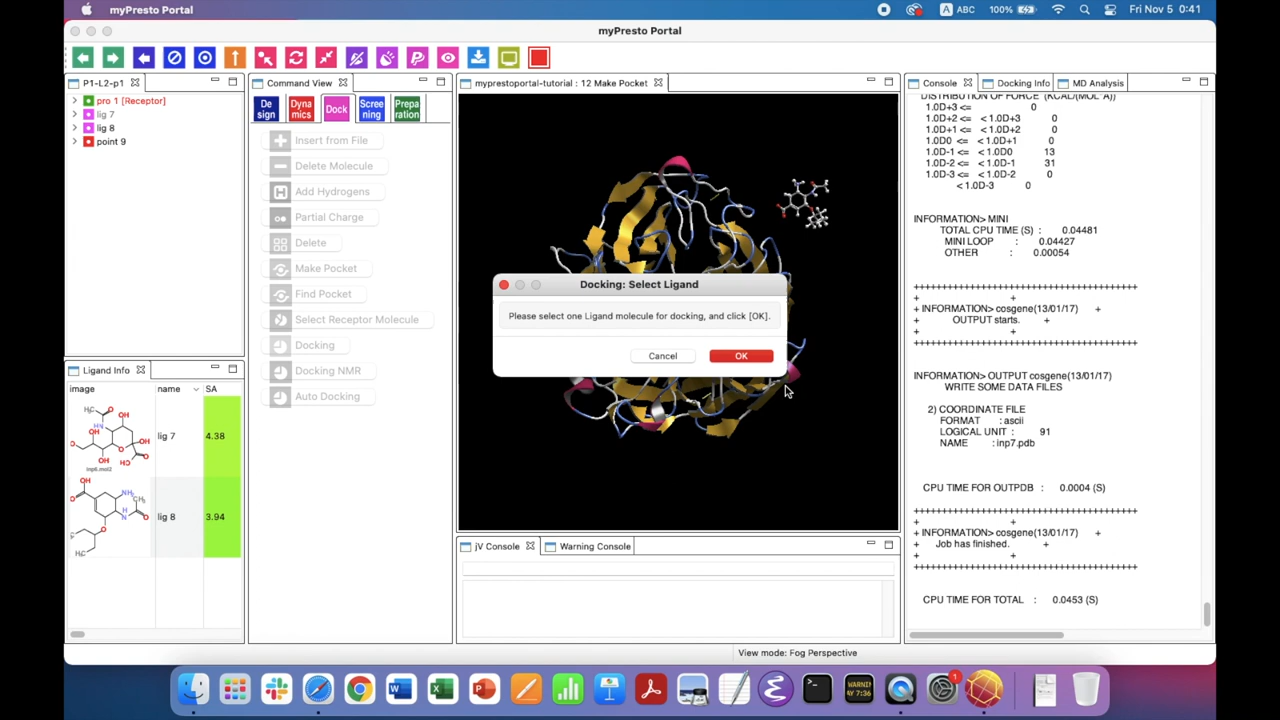 myPresto Portal
ABC 100% Fri Nov 5 0:41
myPresto Portal
P1-L2-p1
pro 1 [Receptor]
lig 7
lig 8
point 9
Ligand Info
image name SA
lig 7 4.38
inp6.mol2
lig 8 3.94
Command View
De sign
Dyna mics
Dock
Scree ning
Prepa ration
Insert from File
Delete Molecule
Add Hydrogens
Partial Charge
Delete
Make Pocket
Find Pocket
Select Receptor Molecule
Docking
Docking NMR
Auto Docking
myprestoportal-tutorial : 12 Make Pocket
Docking: Select Ligand
Please select one Ligand molecule for docking, and click [OK].
Cancel OK
jV Console Warning Console
Console Docking Info MD Analysis
DISTRIBUTION OF FORCE (KCAL/(MOL*A))
1.0D+3 <= 0
1.0D+2 <= < 1.0D+3 0
1.0D+1 <= < 1.0D+2 0
1.0D0 <= < 1.0D+1 0
1.0D-1 <= < 1.0D0 13
1.0D-2 <= < 1.0D-1 31
1.0D-3 <= < 1.0D-2 0
< 1.0D-3 0
INFORMATION> MINI
TOTAL CPU TIME (S) : 0.04481
MINI LOOP : 0.04427
OTHER : 0.00054
+++++++++++++++++++++++++++++++++++++
+ +
+ INFORMATION> cosgene(13/01/17) +
+ OUTPUT starts. +
+ +
+++++++++++++++++++++++++++++++++++++
INFORMATION> OUTPUT cosgene(13/01/17)
WRITE SOME DATA FILES
2) COORDINATE FILE
FORMAT : ascii
LOGICAL UNIT : 91
NAME : inp7.pdb
CPU TIME FOR OUTPDB : 0.0004 (S)
+++++++++++++++++++++++++++++++++++++
+ +
+ INFORMATION> cosgene(13/01/17) +
+ Job has finished. +
+ +
+++++++++++++++++++++++++++++++++++++
CPU TIME FOR TOTAL : 0.0453 (S)
View mode: Fog Perspective